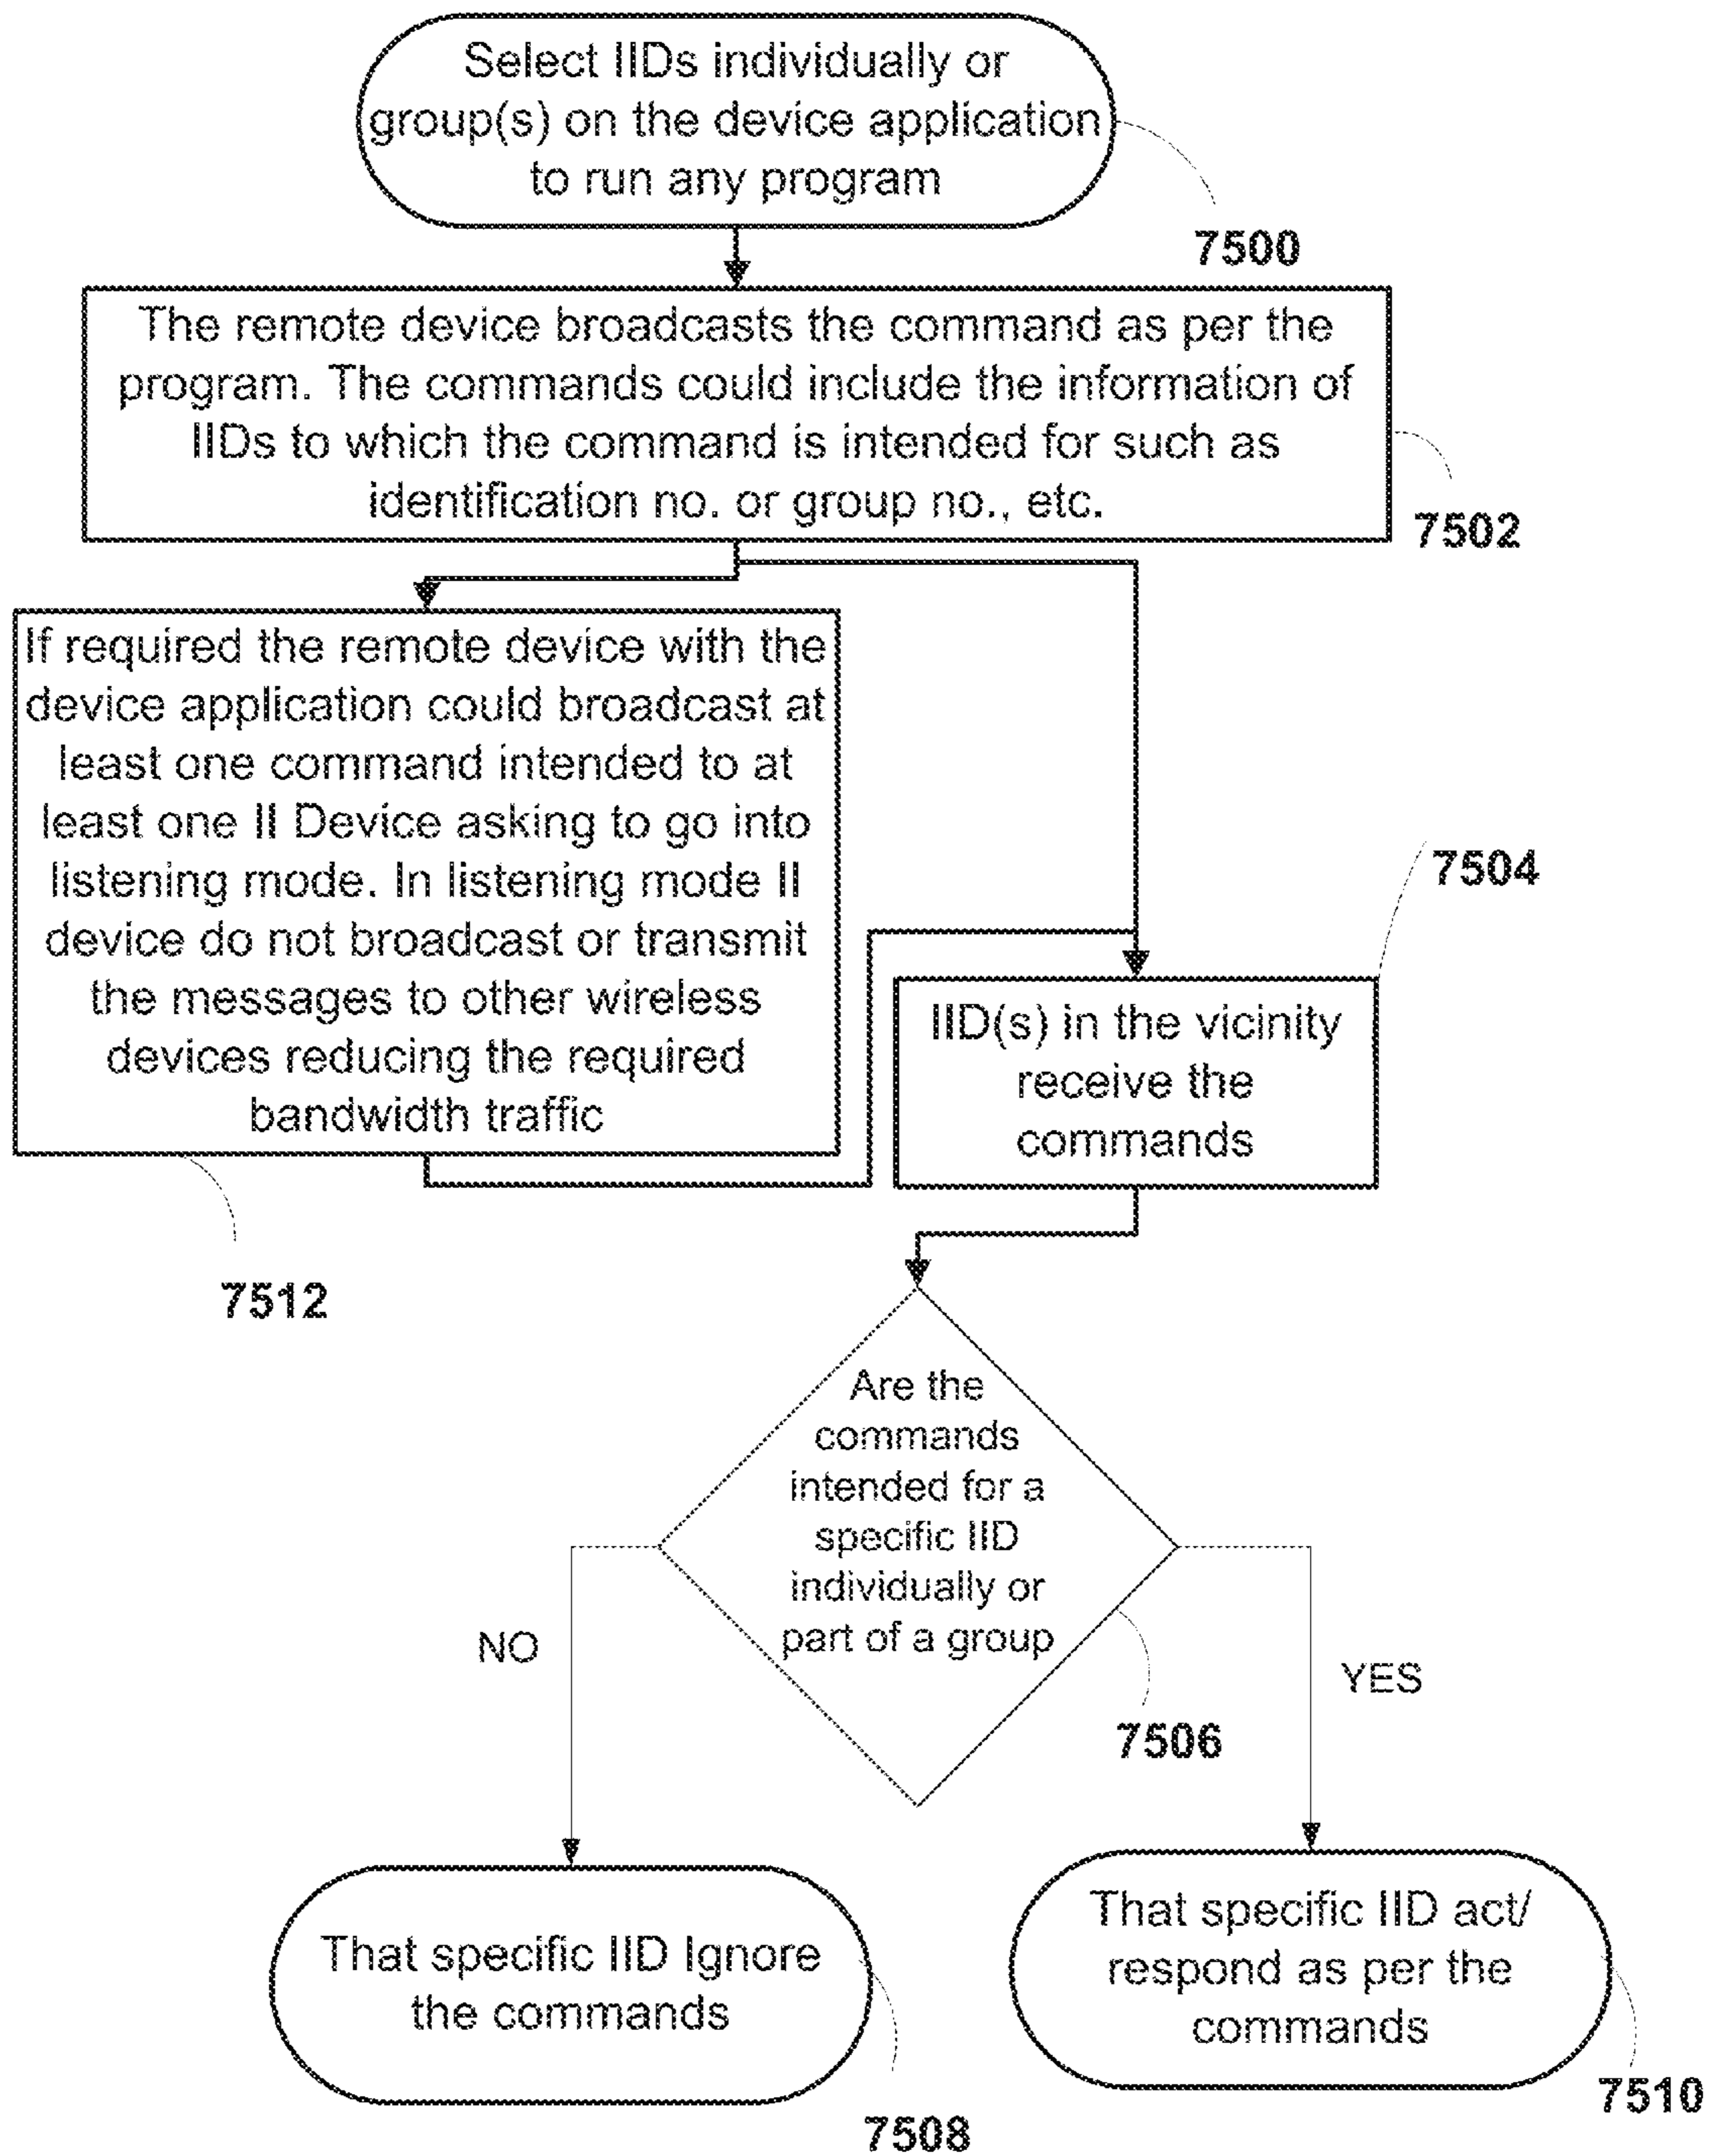 Select IIDs individually or
group(s) on the device application
to run any program
7500
The remote device broadcasts the command as per the
program. The commands could include the information of
IIDs to which the command is intended for such as
identification no. or group no., etc.
7502
If required the remote device with the
device application could broadcast at
least one command intended to at
least one II Device asking to go into
listening mode. In listening mode II
device do not broadcast or transmit
the messages to other wireless
devices reducing the required
bandwidth traffic
7512
7504
IID(s) in the vicinity
receive the
commands
Are the
commands
intended for a
specific IID
individually or
part of a group
7506
NO
YES
That specific IID Ignore
the commands
7508
That specific IID act/
respond as per the
commands
7510